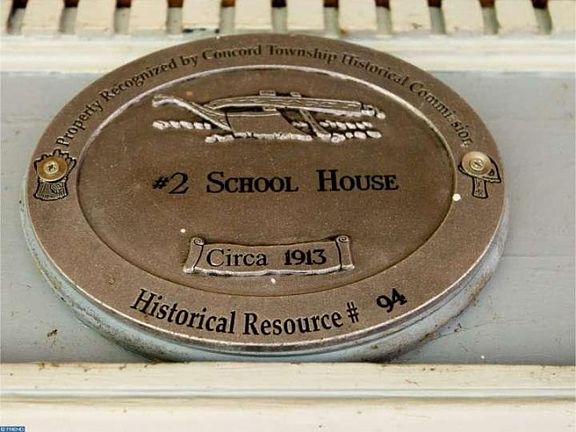 Property Recognized by Concord Township Historical Commission
#2 SCHOOL HOUSE
Circa 1913
Historical Resource # 94